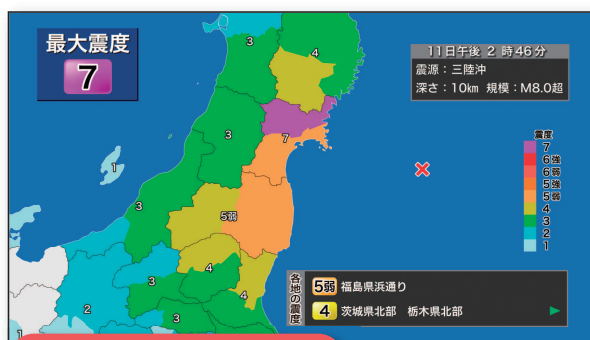 最大震度
7
11日午後 2 時46分
震源：三陸沖
深さ：10km 規模：M8.0超
震度
7
6強
6弱
5強
5弱
4
3
2
1
3
4
3
7
1
3
5弱
4
3
4
2
3
1
各地の震度
5弱 福島県浜通り
4 茨城県北部 栃木県北部